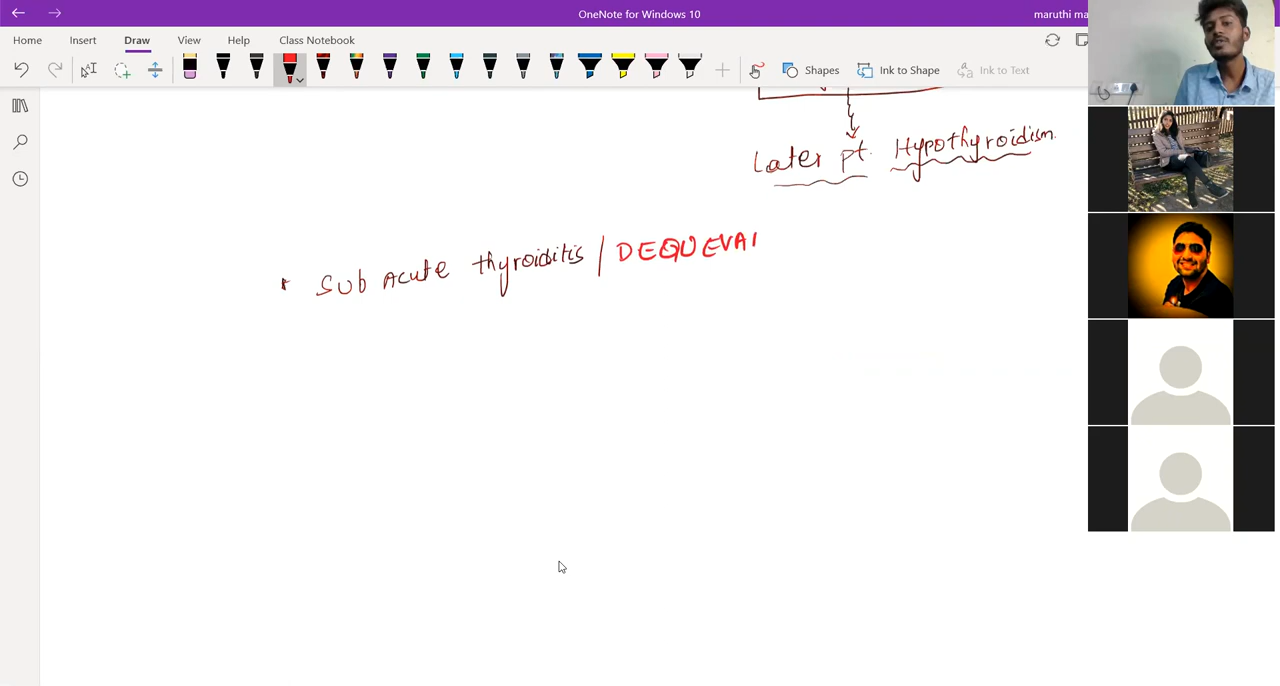 OneNote for Windows 10
maruthi ma
Home Insert Draw View Help Class Notebook
Shapes Ink to Shape Ink to Text
Later pt. Hypothyroidism.
* Sub Acute thyroiditis / DEQUEVAI